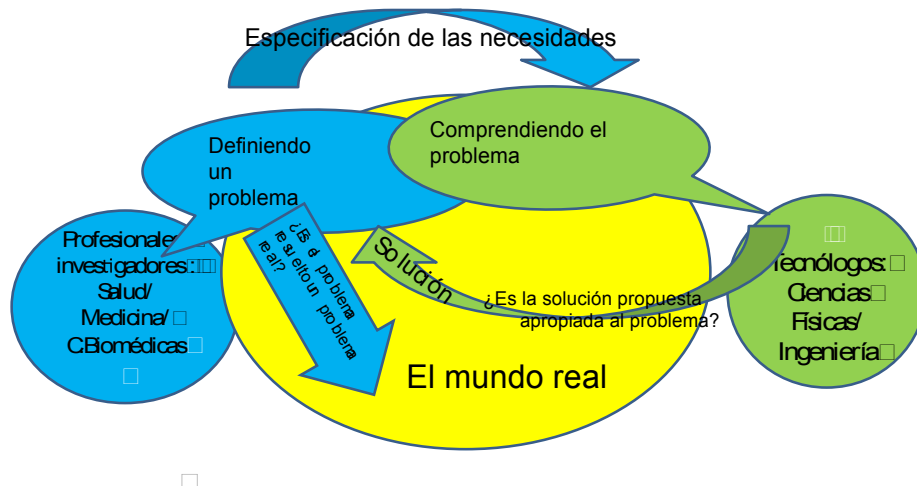 Especificación de las necesidades
Definiendo
un
problema
Comprendiendo el
problema
Profesionales
investigadores:
Salud/
Medicina/
C.Biomédicas
¿Es el problema
resuelto un problema
real?
Solución
¿Es la solución propuesta
apropiada al problema?
El mundo real
Tecnólogos:
Ciencias
Físicas/
Ingeniería